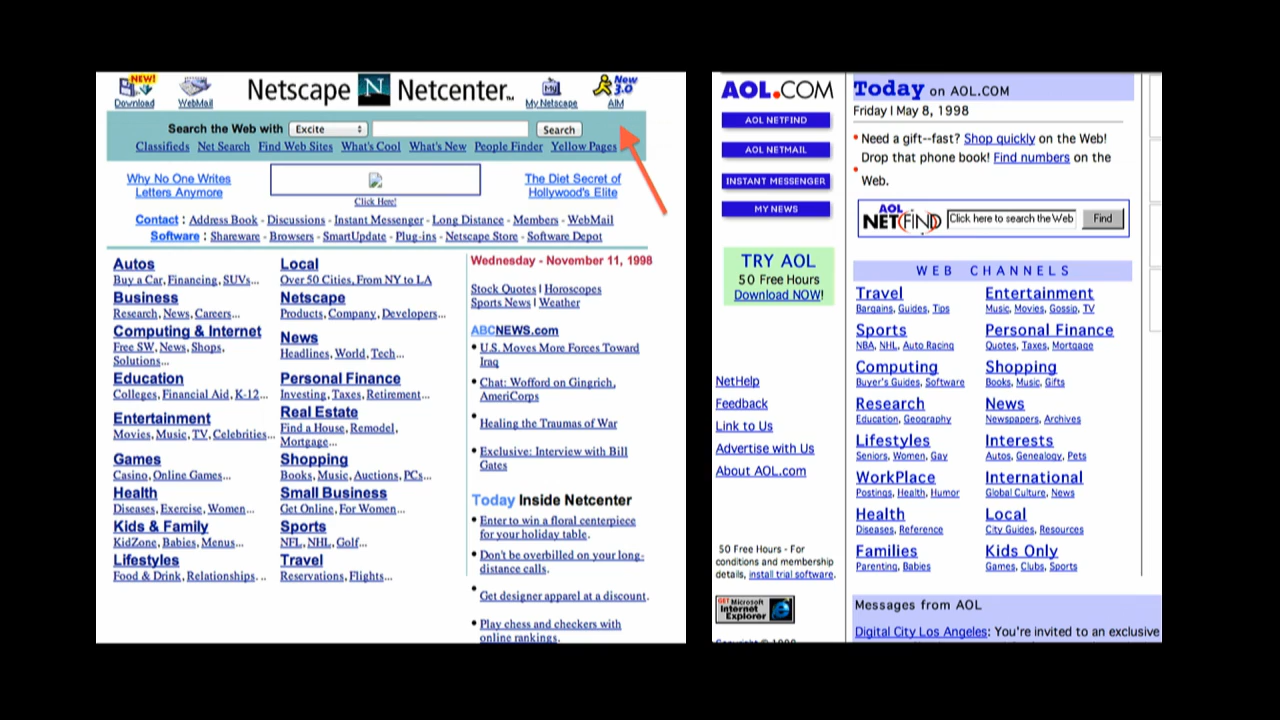 NEW!
Download
WebMail
Netscape N Netcenter™
My
My Netscape
New 3.0
AIM
Search the Web with Excite Search
Classifieds Net Search Find Web Sites What's Cool What's New People Finder Yellow Pages
Why No One Writes
Letters Anymore
Click Here!
The Diet Secret of
Hollywood's Elite
Contact : Address Book - Discussions - Instant Messenger - Long Distance - Members - WebMail
Software : Shareware - Browsers - SmartUpdate - Plug-ins - Netscape Store - Software Depot
Autos
Buy a Car, Financing, SUVs...
Business
Research, News, Careers...
Computing & Internet
Free SW, News, Shops,
Solutions...
Education
Colleges, Financial Aid, K-12...
Entertainment
Movies, Music, TV, Celebrities...
Games
Casino, Online Games...
Health
Diseases, Exercise, Women...
Kids & Family
KidZone, Babies, Menus...
Lifestyles
Food & Drink, Relationships...
Local
Over 50 Cities, From NY to LA
Netscape
Products, Company, Developers...
News
Headlines, World, Tech...
Personal Finance
Investing, Taxes, Retirement...
Real Estate
Find a House, Remodel,
Mortgage...
Shopping
Books, Music, Auctions, PCs...
Small Business
Get Online, For Women...
Sports
NFL, NHL, Golf...
Travel
Reservations, Flights...
Wednesday - November 11, 1998
Stock Quotes | Horoscopes
Sports News | Weather
ABCNEWS.com
• U.S. Moves More Forces Toward
Iraq
• Chat: Wofford on Gingrich,
AmeriCorps
• Healing the Traumas of War
• Exclusive: Interview with Bill
Gates
Today Inside Netcenter
• Enter to win a floral centerpiece
for your holiday table.
• Don't be overbilled on your long-
distance calls.
• Get designer apparel at a discount.
• Play chess and checkers with
online rankings.
AOL.COM
AOL NETFIND
AOL NETMAIL
INSTANT MESSENGER
MY NEWS
TRY AOL
50 Free Hours
Download NOW!
NetHelp
Feedback
Link to Us
Advertise with Us
About AOL.com
50 Free Hours - For
conditions and membership
details, install trial software.
GET Microsoft
Internet
Explorer
Copyright © 1998
Today on AOL.COM
Friday | May 8, 1998
• Need a gift--fast? Shop quickly on the Web!
Drop that phone book! Find numbers on the
• Web.
AOL
NETFIND Click here to search the Web Find
WEB CHANNELS
Travel
Bargains, Guides, Tips
Sports
NBA, NHL, Auto Racing
Computing
Buyer's Guides, Software
Research
Education, Geography
Lifestyles
Seniors, Women, Gay
WorkPlace
Postings, Health, Humor
Health
Diseases, Reference
Families
Parenting, Babies
Entertainment
Music, Movies, Gossip, TV
Personal Finance
Quotes, Taxes, Mortgage
Shopping
Books, Music, Gifts
News
Newspapers, Archives
Interests
Autos, Genealogy, Pets
International
Global Culture, News
Local
City Guides, Resources
Kids Only
Games, Clubs, Sports
Messages from AOL
Digital City Los Angeles: You're invited to an exclusive